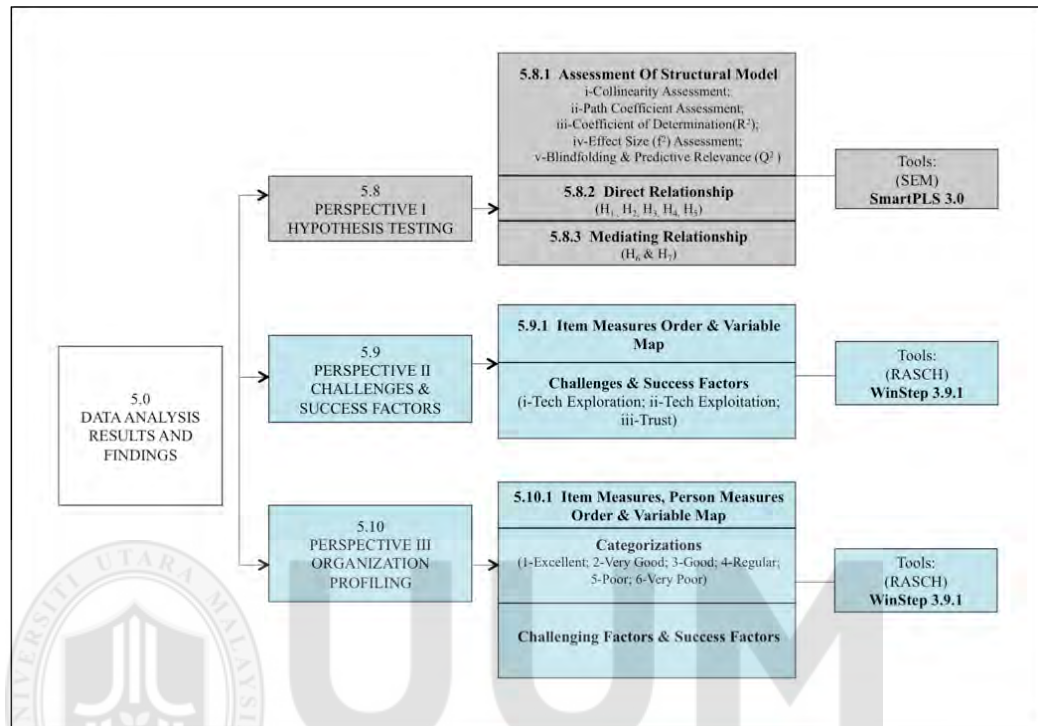 5.0
DATA ANALYSIS
RESULTS AND
FINDINGS
5.8
PERSPECTIVE I
HYPOTHESIS TESTING
5.8.1 Assessment Of Structural Model
i-Collinearity Assessment;
ii-Path Coefficient Assessment;
iii-Coefficient of Determination(R²);
iv-Effect Size (f²) Assessment;
v-Blindfolding & Predictive Relevance (Q² )
5.8.2 Direct Relationship
(H₁, H₂, H₃, H₄, H₅)
5.8.3 Mediating Relationship
(H₆ & H₇)
Tools:
(SEM)
SmartPLS 3.0
5.9
PERSPECTIVE II
CHALLENGES &
SUCCESS FACTORS
5.9.1 Item Measures Order & Variable
Map
Challenges & Success Factors
(i-Tech Exploration; ii-Tech Exploitation;
iii-Trust)
Tools:
(RASCH)
WinStep 3.9.1
5.10
PERSPECTIVE III
ORGANIZATION
PROFILING
5.10.1 Item Measures, Person Measures
Order & Variable Map
Categorizations
(1-Excellent; 2-Very Good; 3-Good; 4-Regular;
5-Poor; 6-Very Poor)
Challenging Factors & Success Factors
Tools:
(RASCH)
WinStep 3.9.1
UNIVERSITI UTARA MALAYSI
UUM